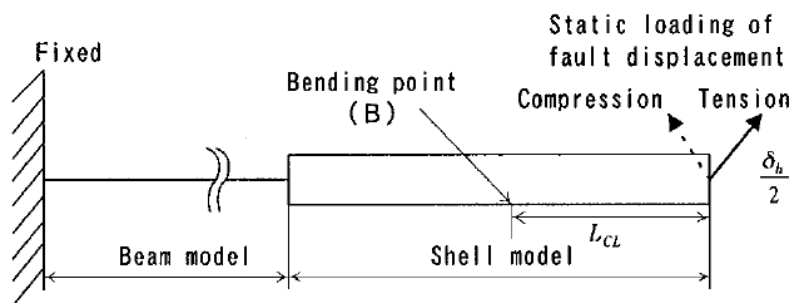 Static loading of
fault displacement
Fixed
Bending point
(B)
Compression Tension
δh
2
LCL
Beam model
Shell model